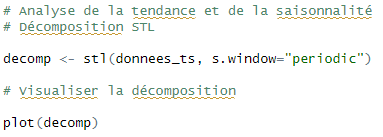 # Analyse de la tendance et de la saisonnalité
# Décomposition STL
decomp <- stl(donnees_ts, s.window="periodic")
# Visualiser la décomposition
plot(decomp)